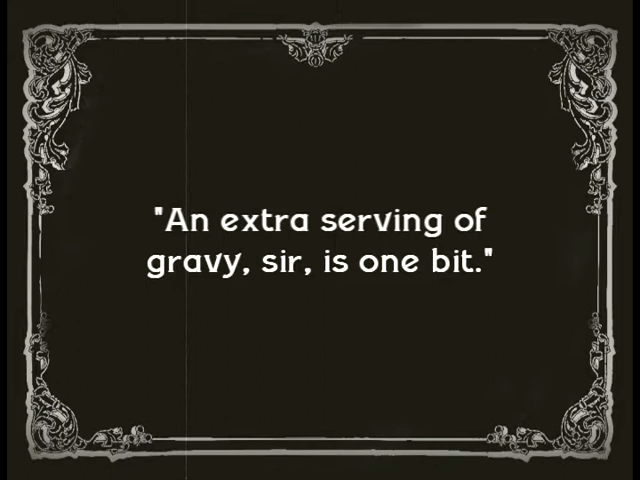 "An extra serving of
gravy, sir, is one bit."